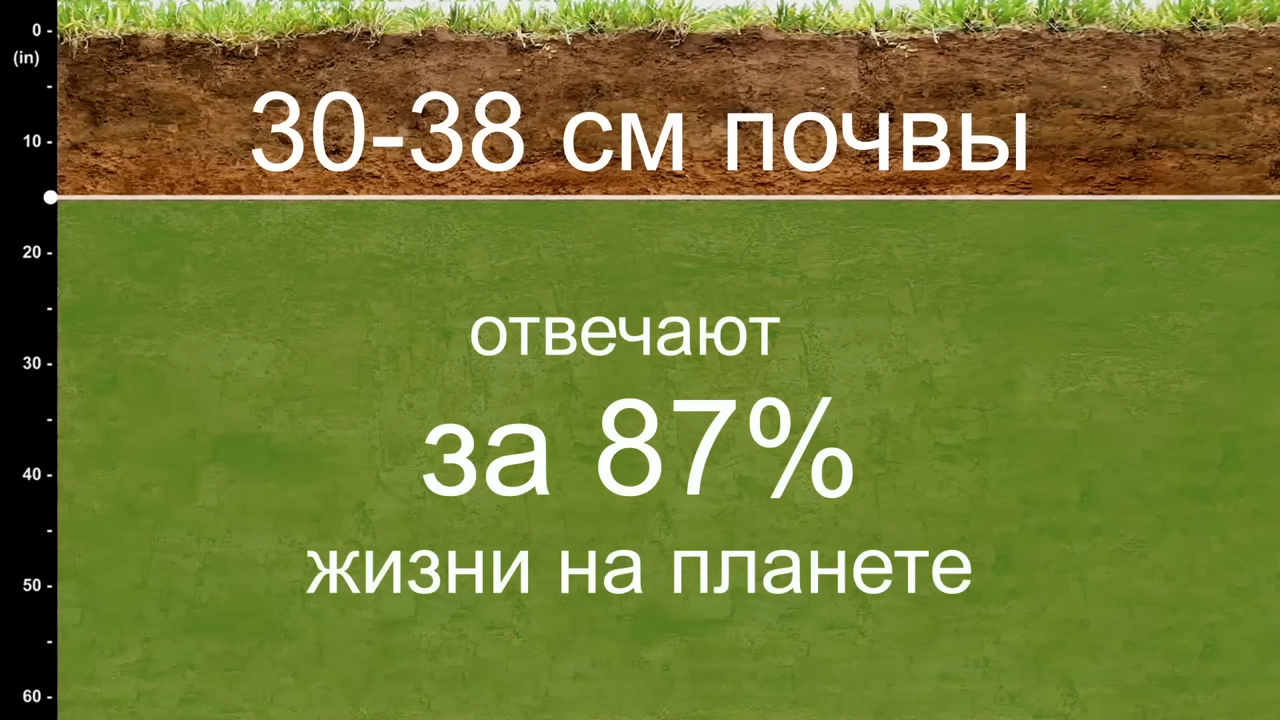 0 -
(in)
-
10 -
30-38 см почвы
20 -
-
отвечают
30 -
-
за 87%
40 -
-
жизни на планете
50 -
-
60 -